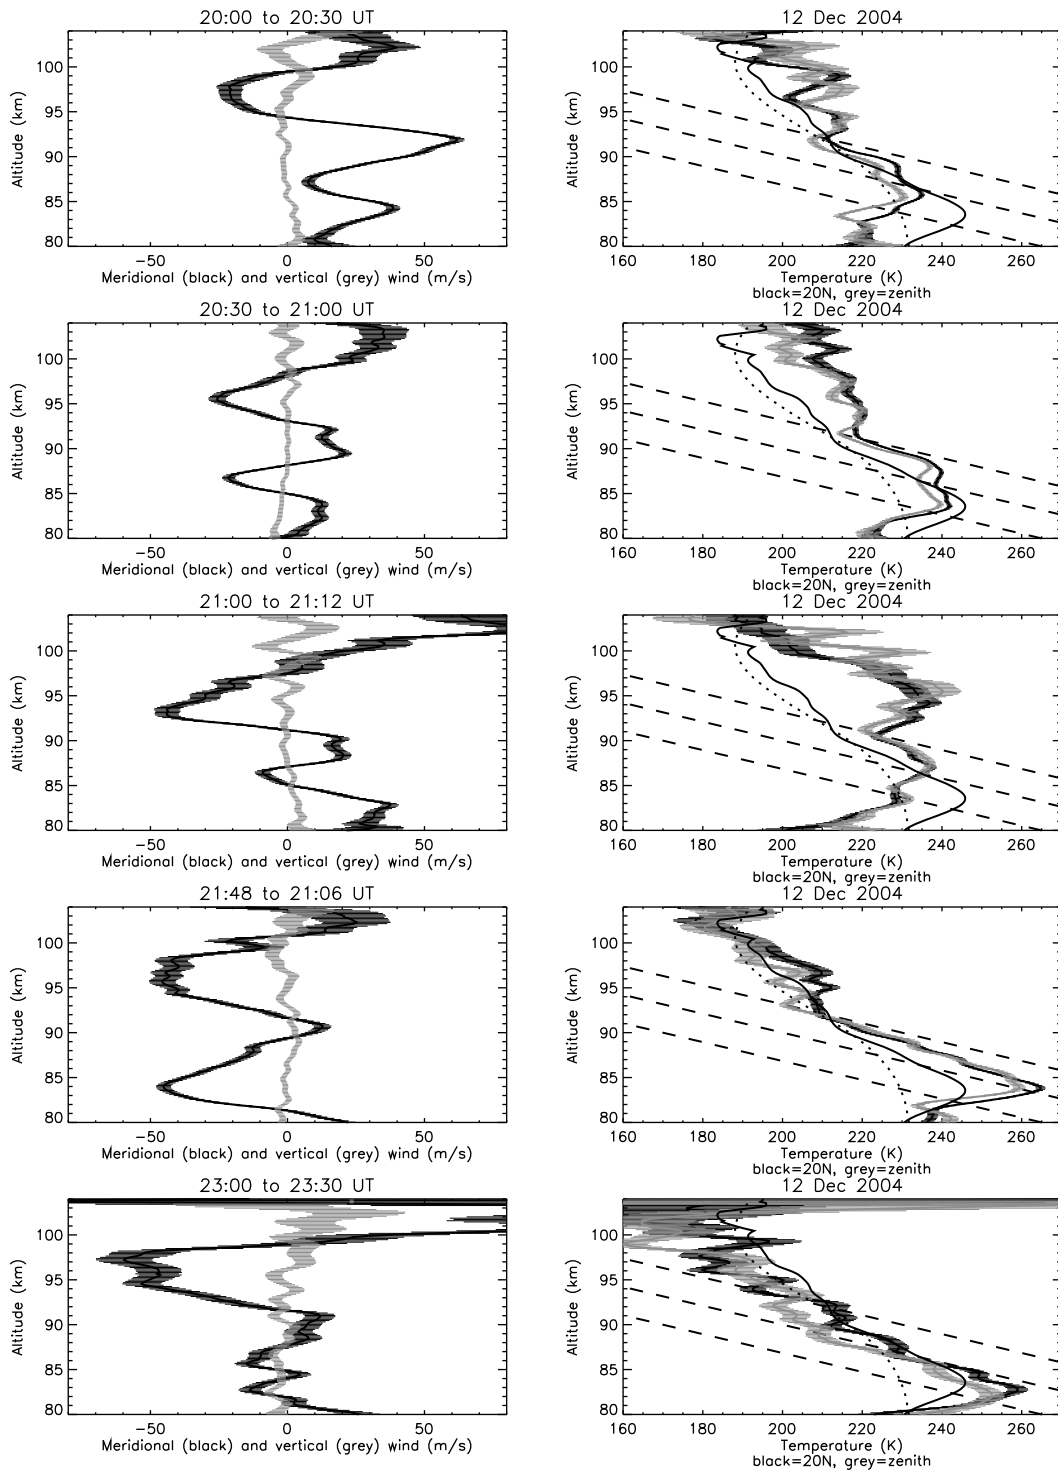 20:00 to 20:30 UT
12 Dec 2004
Altitude (km)
100
95
90
85
80
-50 0 50
Meridional (black) and vertical (grey) wind (m/s)
Altitude (km)
100
95
90
85
80
160 180 200 220 240 260
Temperature (K)
black=20N, grey=zenith
20:30 to 21:00 UT
12 Dec 2004
Altitude (km)
100
95
90
85
80
-50 0 50
Meridional (black) and vertical (grey) wind (m/s)
Altitude (km)
100
95
90
85
80
160 180 200 220 240 260
Temperature (K)
black=20N, grey=zenith
21:00 to 21:12 UT
12 Dec 2004
Altitude (km)
100
95
90
85
80
-50 0 50
Meridional (black) and vertical (grey) wind (m/s)
Altitude (km)
100
95
90
85
80
160 180 200 220 240 260
Temperature (K)
black=20N, grey=zenith
21:48 to 21:06 UT
12 Dec 2004
Altitude (km)
100
95
90
85
80
-50 0 50
Meridional (black) and vertical (grey) wind (m/s)
Altitude (km)
100
95
90
85
80
160 180 200 220 240 260
Temperature (K)
black=20N, grey=zenith
23:00 to 23:30 UT
12 Dec 2004
Altitude (km)
100
95
90
85
80
-50 0 50
Meridional (black) and vertical (grey) wind (m/s)
Altitude (km)
100
95
90
85
80
160 180 200 220 240 260
Temperature (K)
black=20N, grey=zenith